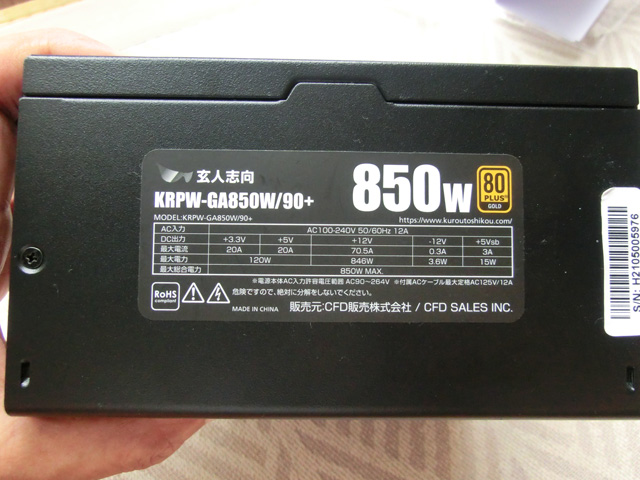 玄人志向
KRPW-GA850W/90+
MODEL:KRPW-GA850W/90+
850W
80
PLUS
GOLD
https://www.kuroutoshikou.com/
AC入力 AC100-240V 50/60Hz 12A
DC出力 +3.3V +5V +12V -12V +5Vsb
最大電流 20A 20A 70.5A 0.3A 3A
最大電力 120W 846W 3.6W 15W
最大総合電力 850W MAX.
※電源本体AC入力許容電圧範囲 AC90~264V ※付属ACケーブル最大定格AC125V/12A
RoHS
compliant
危険ですので、絶対に分解をしないでください。
MADE IN CHINA
販売元:CFD販売株式会社 / CFD SALES INC.
S/N: H2105005976